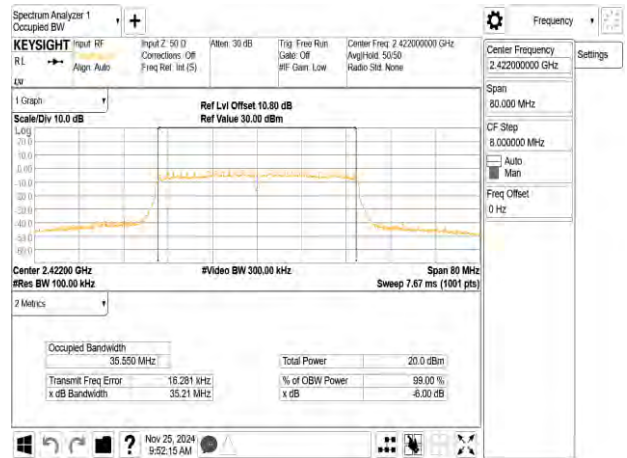 Spectrum Analyzer 1
Occupied BW
Frequency
KEYSIGHT
RL
Input: RF
Align: Auto
Input Z: 50 Ω
Corrections: Off
Freq Ref: Int (S)
Atten: 30 dB
Trig: Free Run
Gate: Off
#IF Gain: Low
Center Freq: 2.422000000 GHz
Avg|Hold: 50/50
Radio Std: None
Center Frequency
2.422000000 GHz
Settings
Span
80.000 MHz
CF Step
8.000000 MHz
Auto
Man
Freq Offset
0 Hz
1 Graph
Scale/Div 10.0 dB
Ref Lvl Offset 10.80 dB
Ref Value 30.00 dBm
Log
20.0
10.0
0.00
-10.0
-20.0
-30.0
-40.0
-50.0
-60.0
Center 2.42200 GHz
#Video BW 300.00 kHz
Span 80 MHz
#Res BW 100.00 kHz
Sweep 7.67 ms (1001 pts)
2 Metrics
Occupied Bandwidth
35.550 MHz
Total Power 20.0 dBm
Transmit Freq Error 16.281 kHz
% of OBW Power 99.00 %
x dB Bandwidth 35.21 MHz
x dB -6.00 dB
Nov 25, 2024
9:52:15 AM